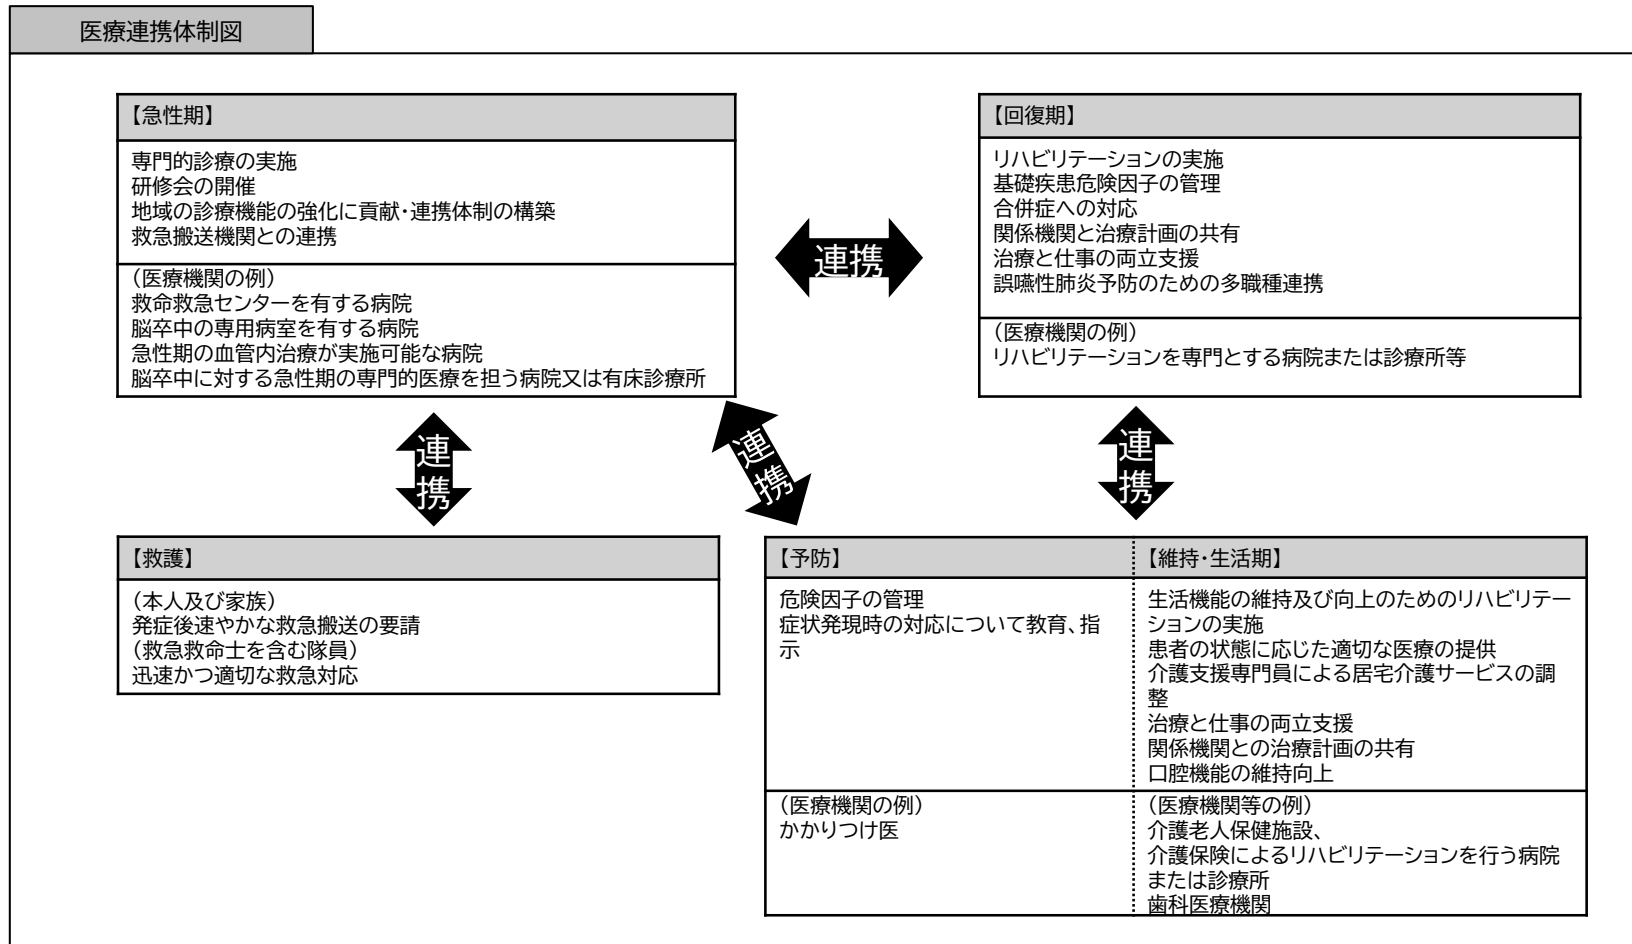 医療連携体制図
【急性期】
専門的診療の実施
研修会の開催
地域の診療機能の強化に貢献・連携体制の構築
救急搬送機関との連携
（医療機関の例）
救命救急センターを有する病院
脳卒中の専用病室を有する病院
急性期の血管内治療が実施可能な病院
脳卒中に対する急性期の専門的医療を担う病院又は有床診療所
連携
【回復期】
リハビリテーションの実施
基礎疾患危険因子の管理
合併症への対応
関係機関と治療計画の共有
治療と仕事の両立支援
誤嚥性肺炎予防のための多職種連携
（医療機関の例）
リハビリテーションを専門とする病院または診療所等
連携
連携
連携
【救護】
（本人及び家族）
発症後速やかな救急搬送の要請
（救急救命士を含む隊員）
迅速かつ適切な救急対応
【予防】
危険因子の管理
症状発現時の対応について教育、指
示
（医療機関の例）
かかりつけ医
【維持・生活期】
生活機能の維持及び向上のためのリハビリテー
ションの実施
患者の状態に応じた適切な医療の提供
介護支援専門員による居宅介護サービスの調
整
治療と仕事の両立支援
関係機関との治療計画の共有
口腔機能の維持向上
（医療機関等の例）
介護老人保健施設、
介護保険によるリハビリテーションを行う病院
または診療所
歯科医療機関